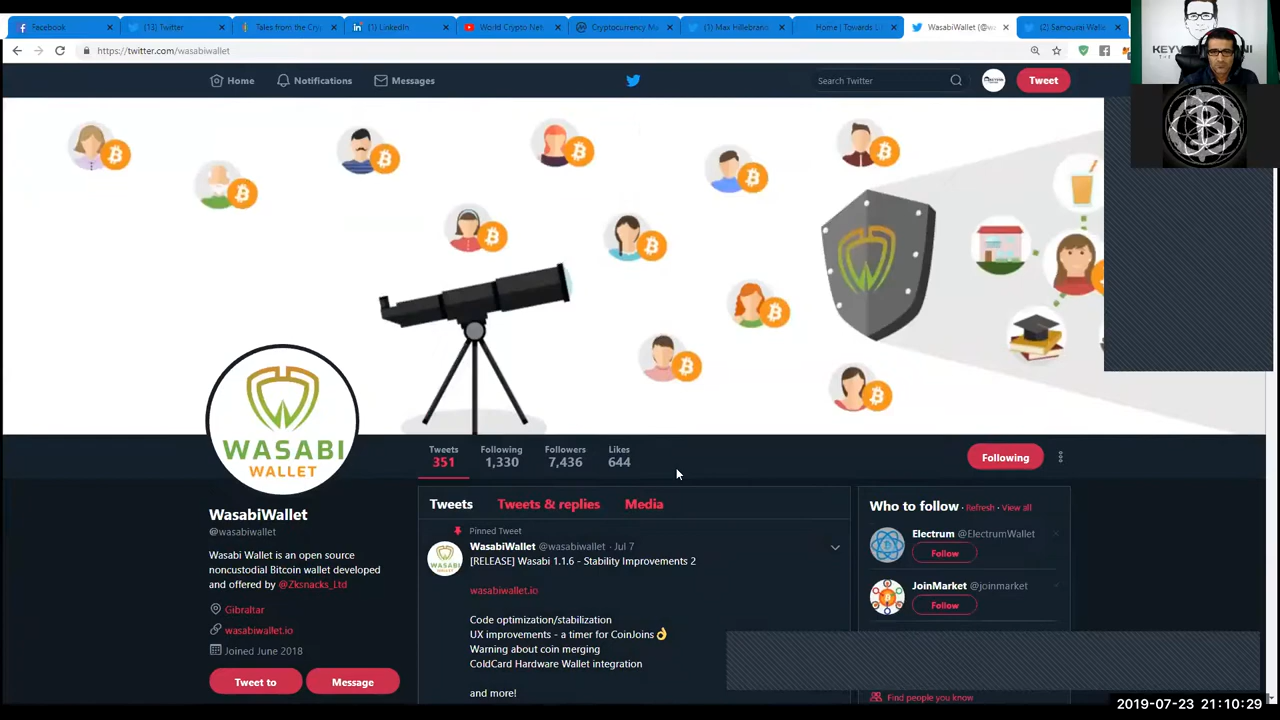 Facebook
(13) Twitter
Tales from the Cryp
(1) LinkedIn
World Crypto Net
Cryptocurrency Ma
(1) Max Hillebrand
Home | Towards L
WasabiWallet (@w
(2) Samourai Walle
https://twitter.com/wasabiwallet
KEYV
NI
Home
Notifications
Messages
Search Twitter
Tweet
WASABI
WALLET
Tweets
351
Following
1,330
Followers
7,436
Likes
644
Following
WasabiWallet
@wasabiwallet
Wasabi Wallet is an open source
noncustodial Bitcoin wallet developed
and offered by @Zksnacks_Ltd
Gibraltar
wasabiwallet.io
Joined June 2018
Tweet to
Message
Tweets
Tweets & replies
Media
Pinned Tweet
WasabiWallet @wasabiwallet · Jul 7
[RELEASE] Wasabi 1.1.6 - Stability Improvements 2
wasabiwallet.io
Code optimization/stabilization
UX improvements - a timer for CoinJoins👌
Warning about coin merging
ColdCard Hardware Wallet integration
and more!
Who to follow · Refresh · View all
Electrum @ElectrumWallet
Follow
JoinMarket @joinmarket
Follow
Find people you know
2019-07-23 21:10:29